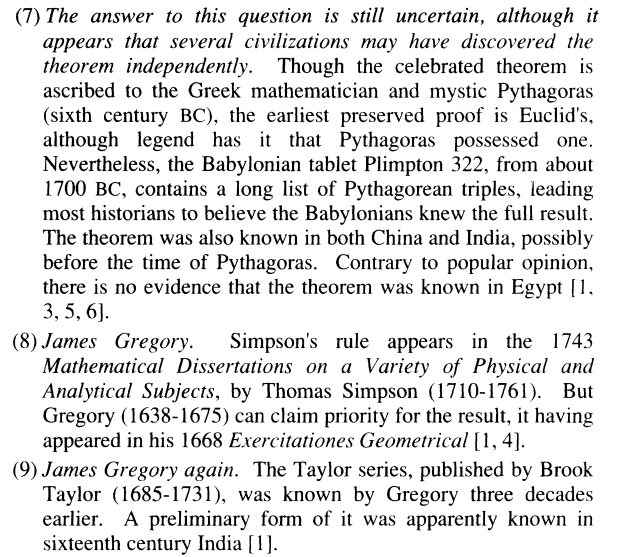 (7) The answer to this question is still uncertain, although it
appears that several civilizations may have discovered the
theorem independently. Though the celebrated theorem is
ascribed to the Greek mathematician and mystic Pythagoras
(sixth century BC), the earliest preserved proof is Euclid's,
although legend has it that Pythagoras possessed one.
Nevertheless, the Babylonian tablet Plimpton 322, from about
1700 BC, contains a long list of Pythagorean triples, leading
most historians to believe the Babylonians knew the full result.
The theorem was also known in both China and India, possibly
before the time of Pythagoras. Contrary to popular opinion,
there is no evidence that the theorem was known in Egypt [1,
3, 5, 6].
(8) James Gregory. Simpson's rule appears in the 1743
Mathematical Dissertations on a Variety of Physical and
Analytical Subjects, by Thomas Simpson (1710-1761). But
Gregory (1638-1675) can claim priority for the result, it having
appeared in his 1668 Exercitationes Geometrical [1, 4].
(9) James Gregory again. The Taylor series, published by Brook
Taylor (1685-1731), was known by Gregory three decades
earlier. A preliminary form of it was apparently known in
sixteenth century India [1].